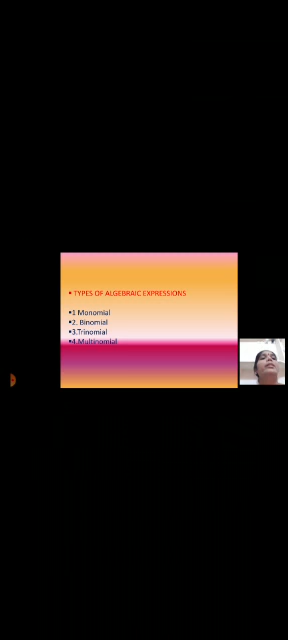 ▪ TYPES OF ALGEBRAIC EXPRESSIONS
▪1 Monomial
▪2. Binomial
▪3.Trinomial
▪4.Multinomial